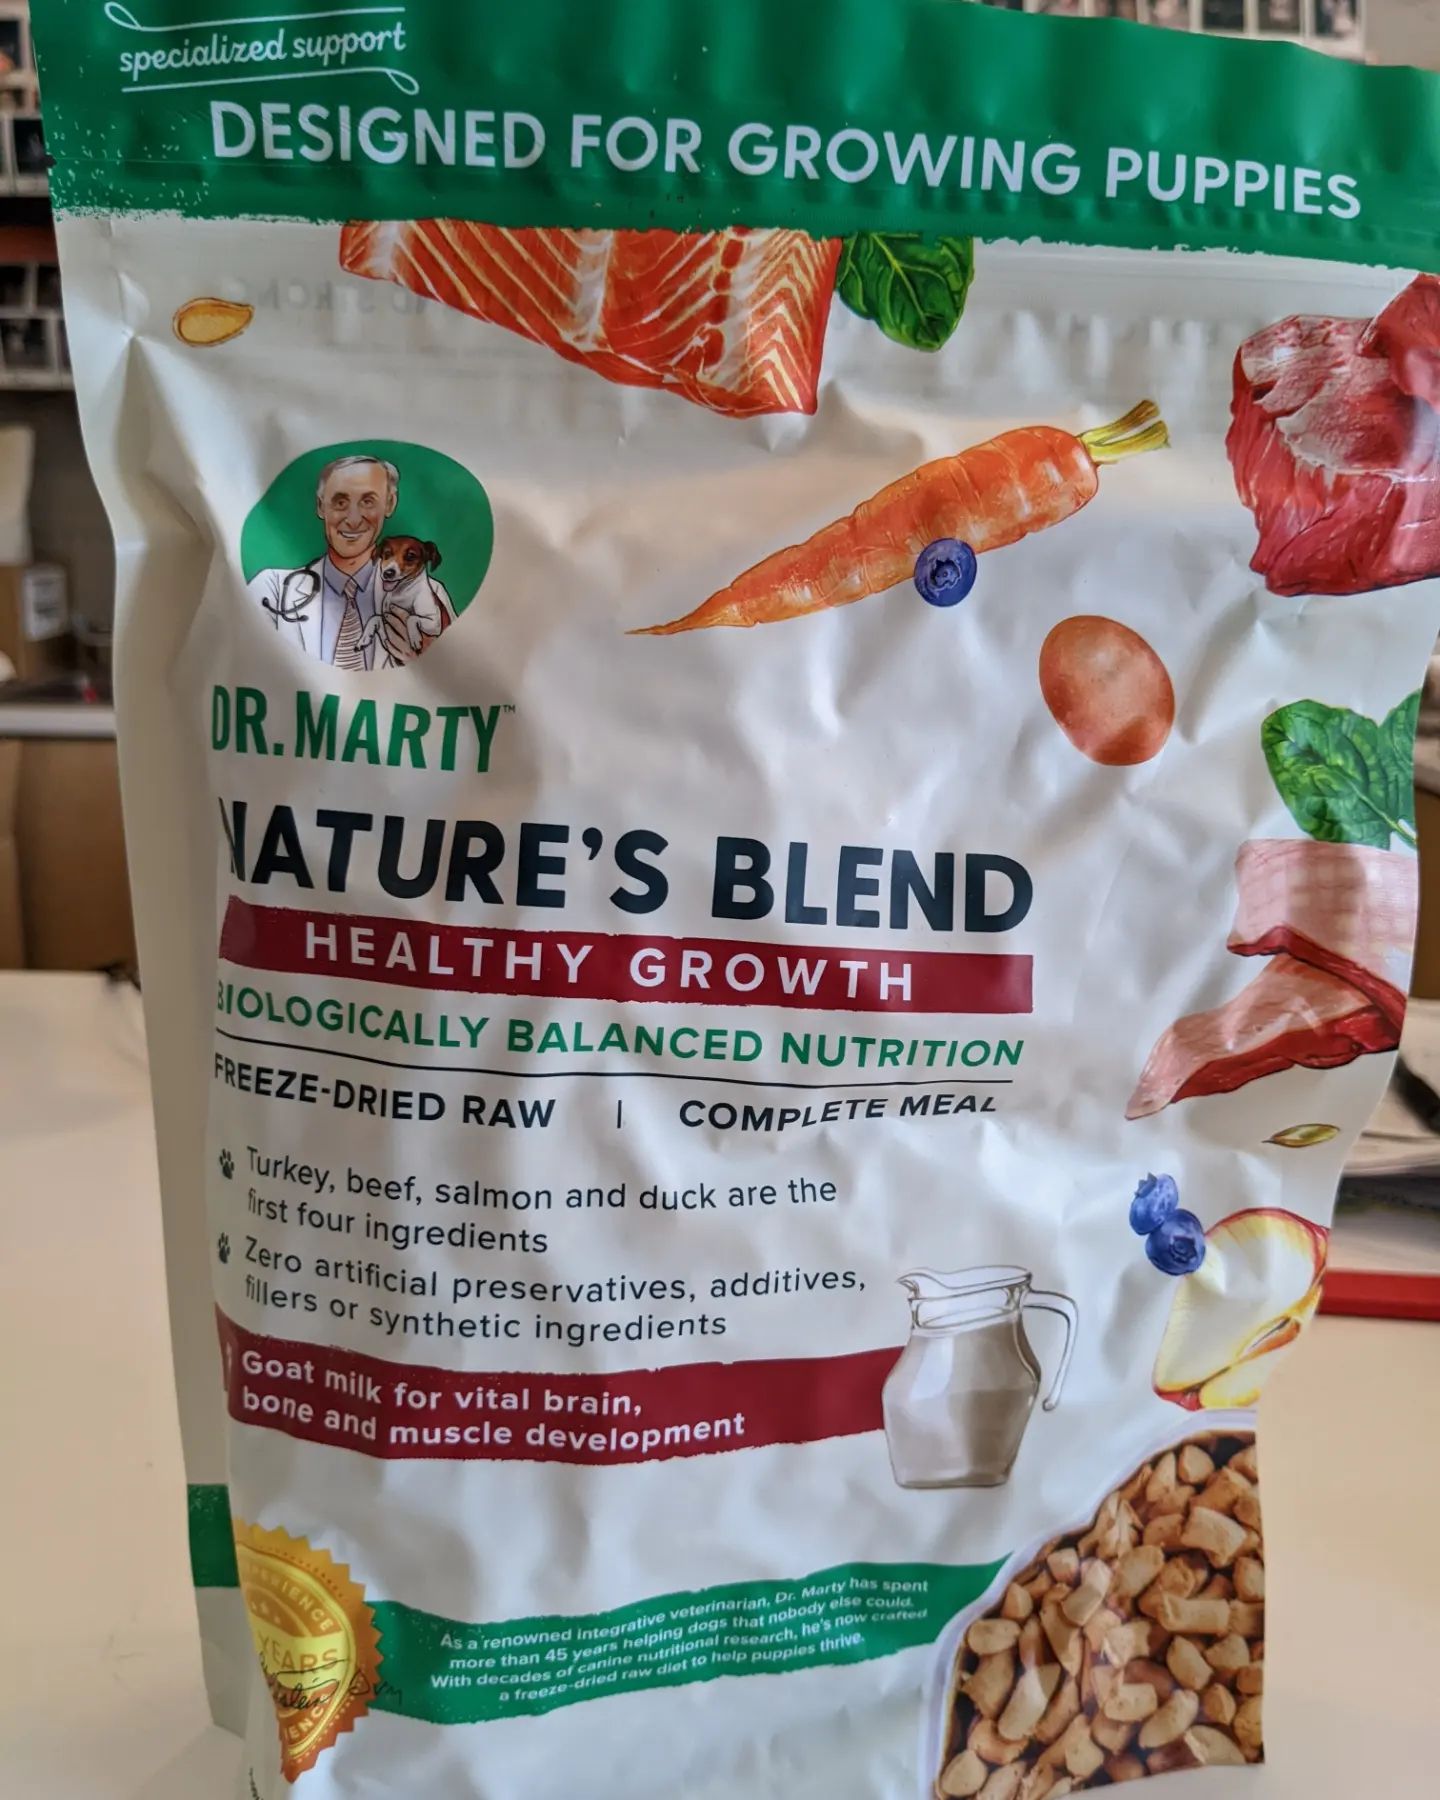 specialized support
DESIGNED FOR GROWING PUPPIES
DR. MARTY™
NATURE'S BLEND
HEALTHY GROWTH
BIOLOGICALLY BALANCED NUTRITION
FREEZE-DRIED RAW | COMPLETE MEAL
Turkey, beef, salmon and duck are the
first four ingredients
Zero artificial preservatives, additives,
fillers or synthetic ingredients
Goat milk for vital brain,
bone and muscle development
As a renowned integrative veterinarian, Dr. Marty has spent
more than 45 years helping dogs that nobody else could.
With decades of canine nutritional research, he's now crafted
a freeze-dried raw diet to help puppies thrive.
YEARS